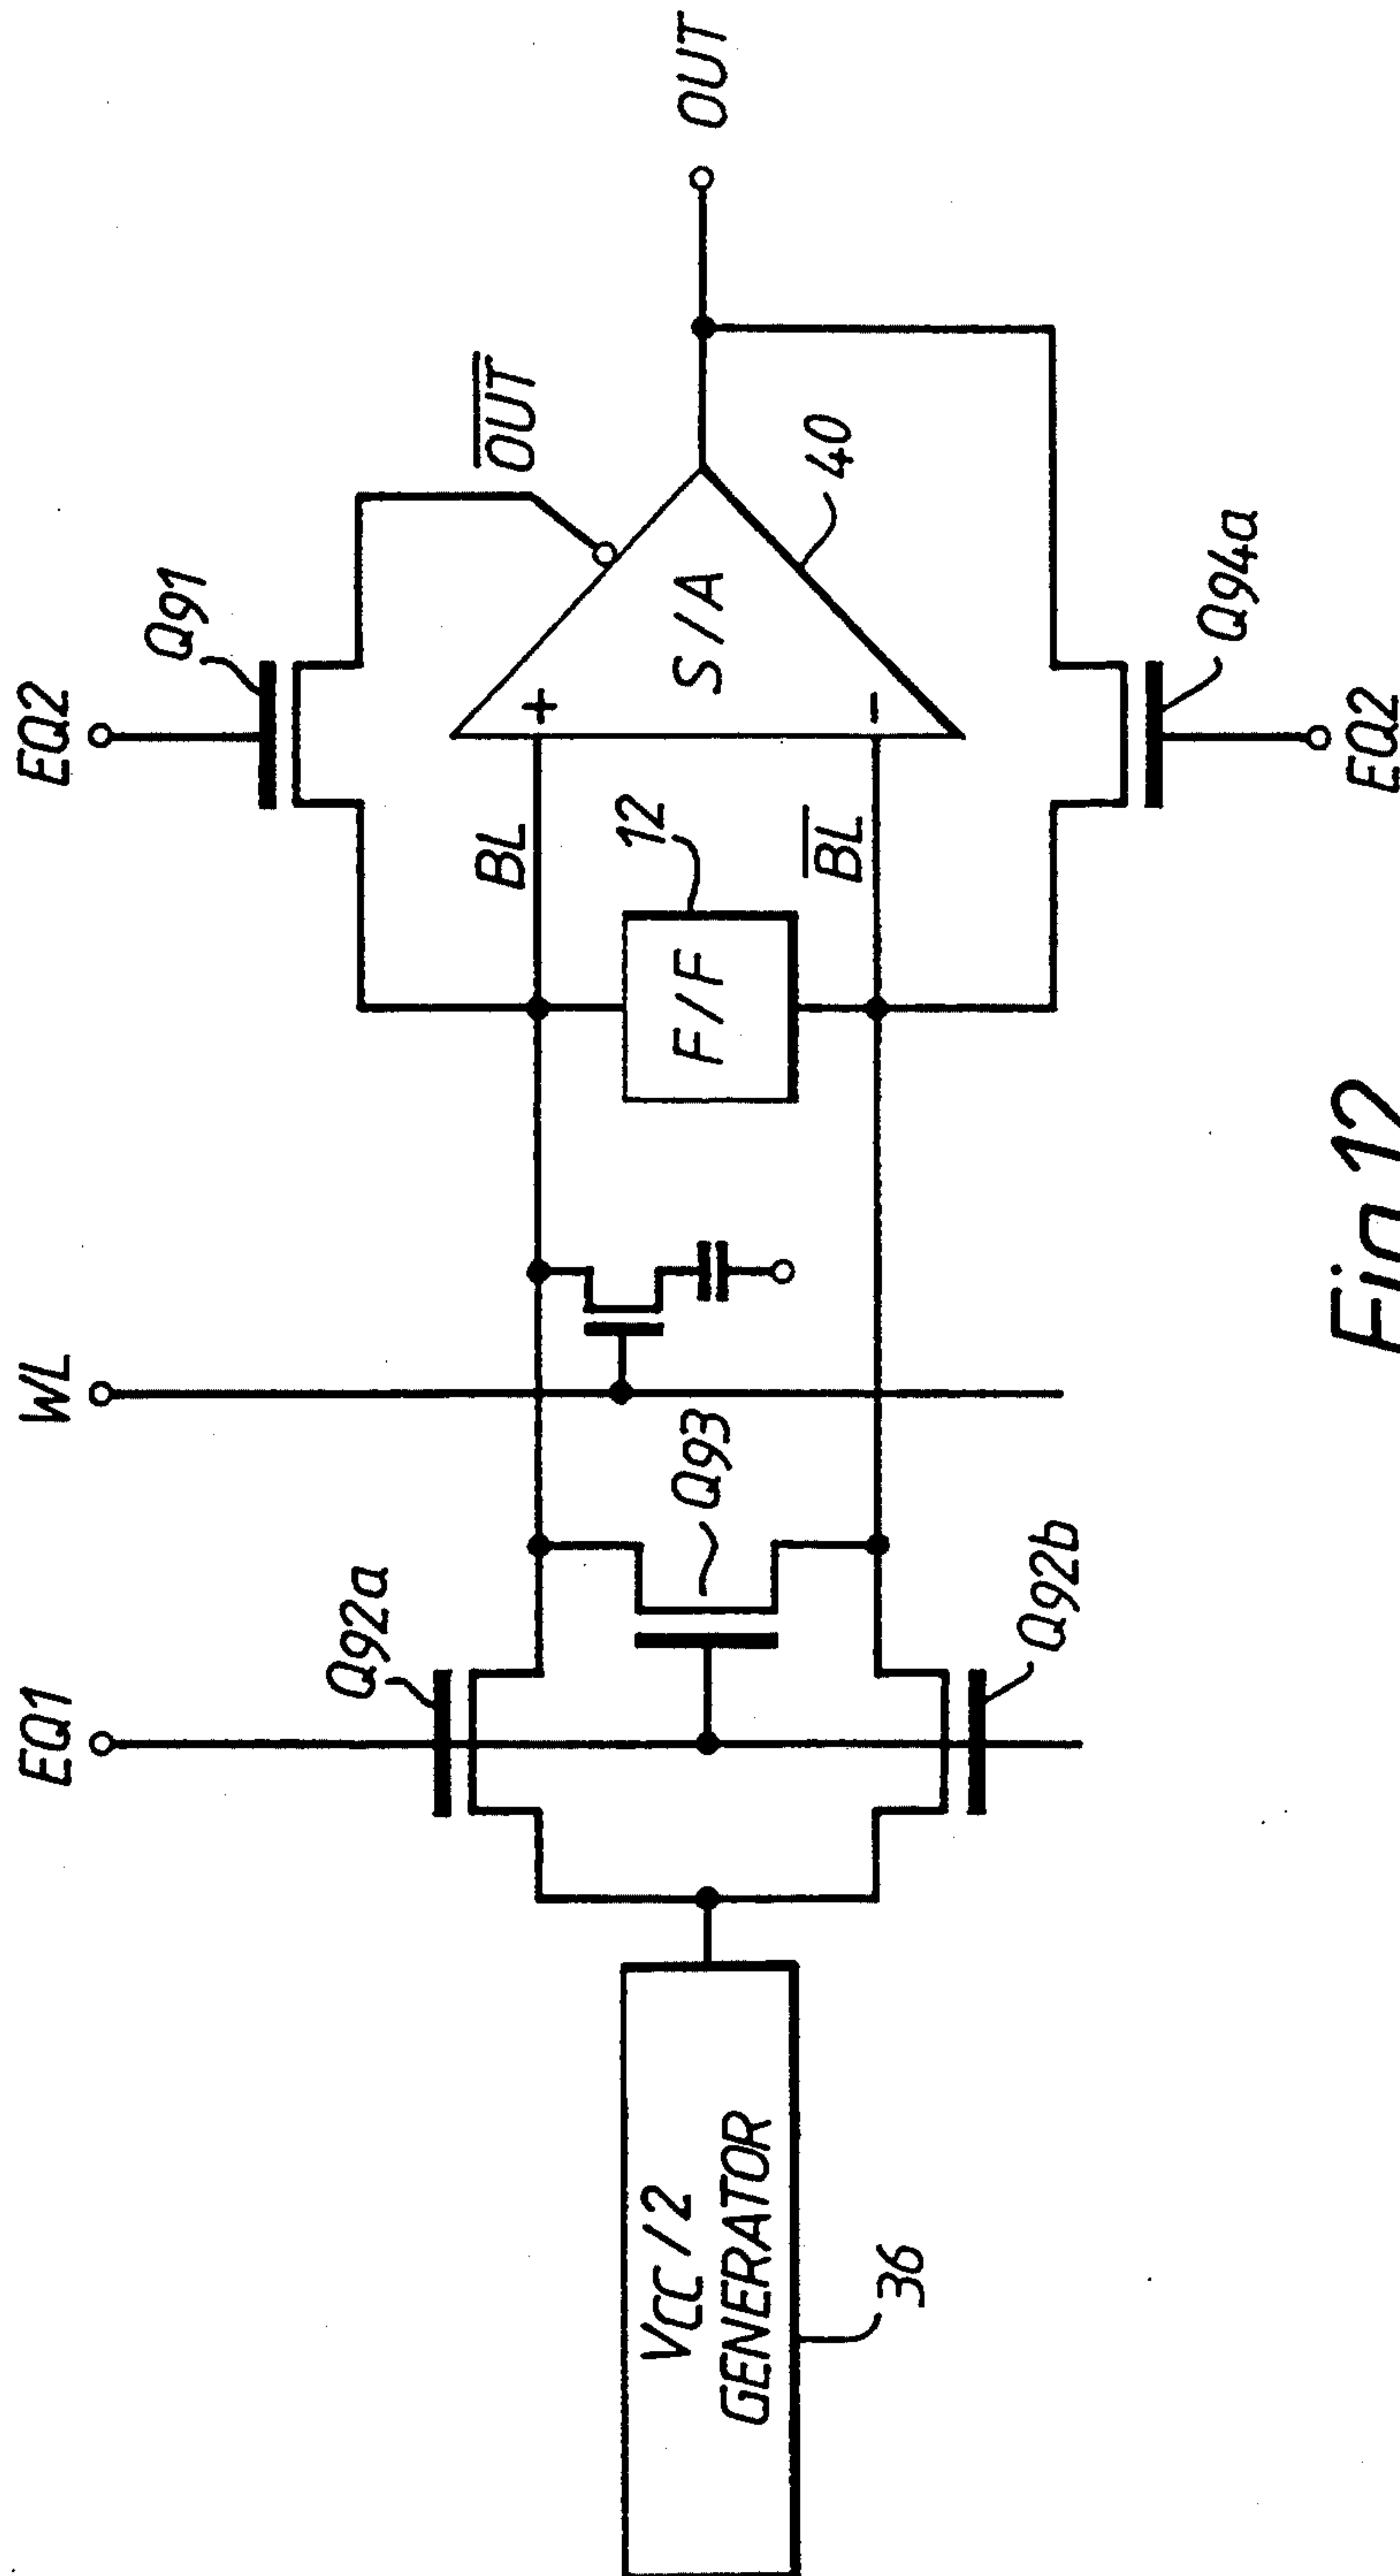 EQ1
WL
EQ2
Q92a
Q91
OUT
BL
12
VCC/2
GENERATOR
Q93
F/F
+
S/A
-
OUT
BL
40
36
Q92b
Q94a
EQ2
Fig.12